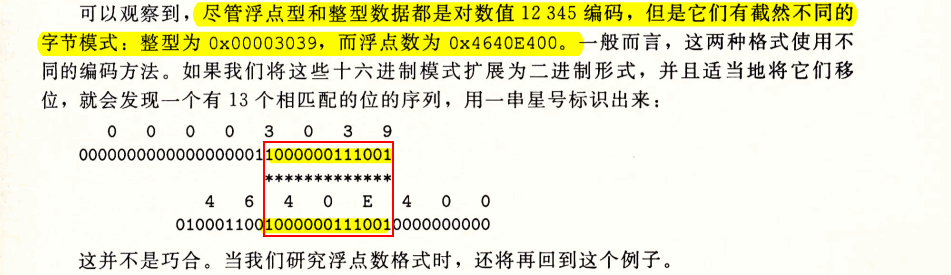 可以观察到,尽管浮点型和整型数据都是对数值 12 345 编码,但是它们有截然不同的
字节模式:整型为 0x00003039,而浮点数为 0x4640E400。一般而言,这两种格式使用不
同的编码方法。如果我们将这些十六进制模式扩展为二进制形式,并且适当地将它们移
位,就会发现一个有 13 个相匹配的位的序列,用一串星号标识出来:
0 0 0 0 3 0 3 9
00000000000000000011000000111001
*************
4 6 4 0 E 4 0 0
01000110010000001110010000000000
这并不是巧合。当我们研究浮点数格式时,还将再回到这个例子。